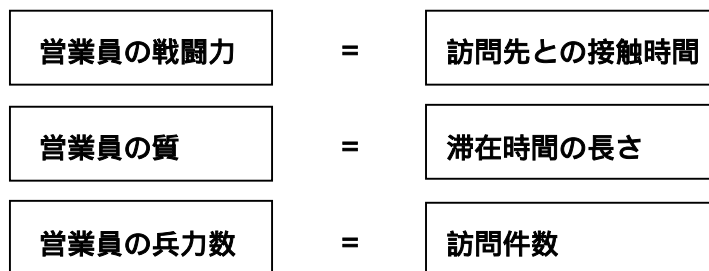 営業員の戦闘力 = 訪問先との接触時間
営業員の質 = 滞在時間の長さ
営業員の兵力数 = 訪問件数